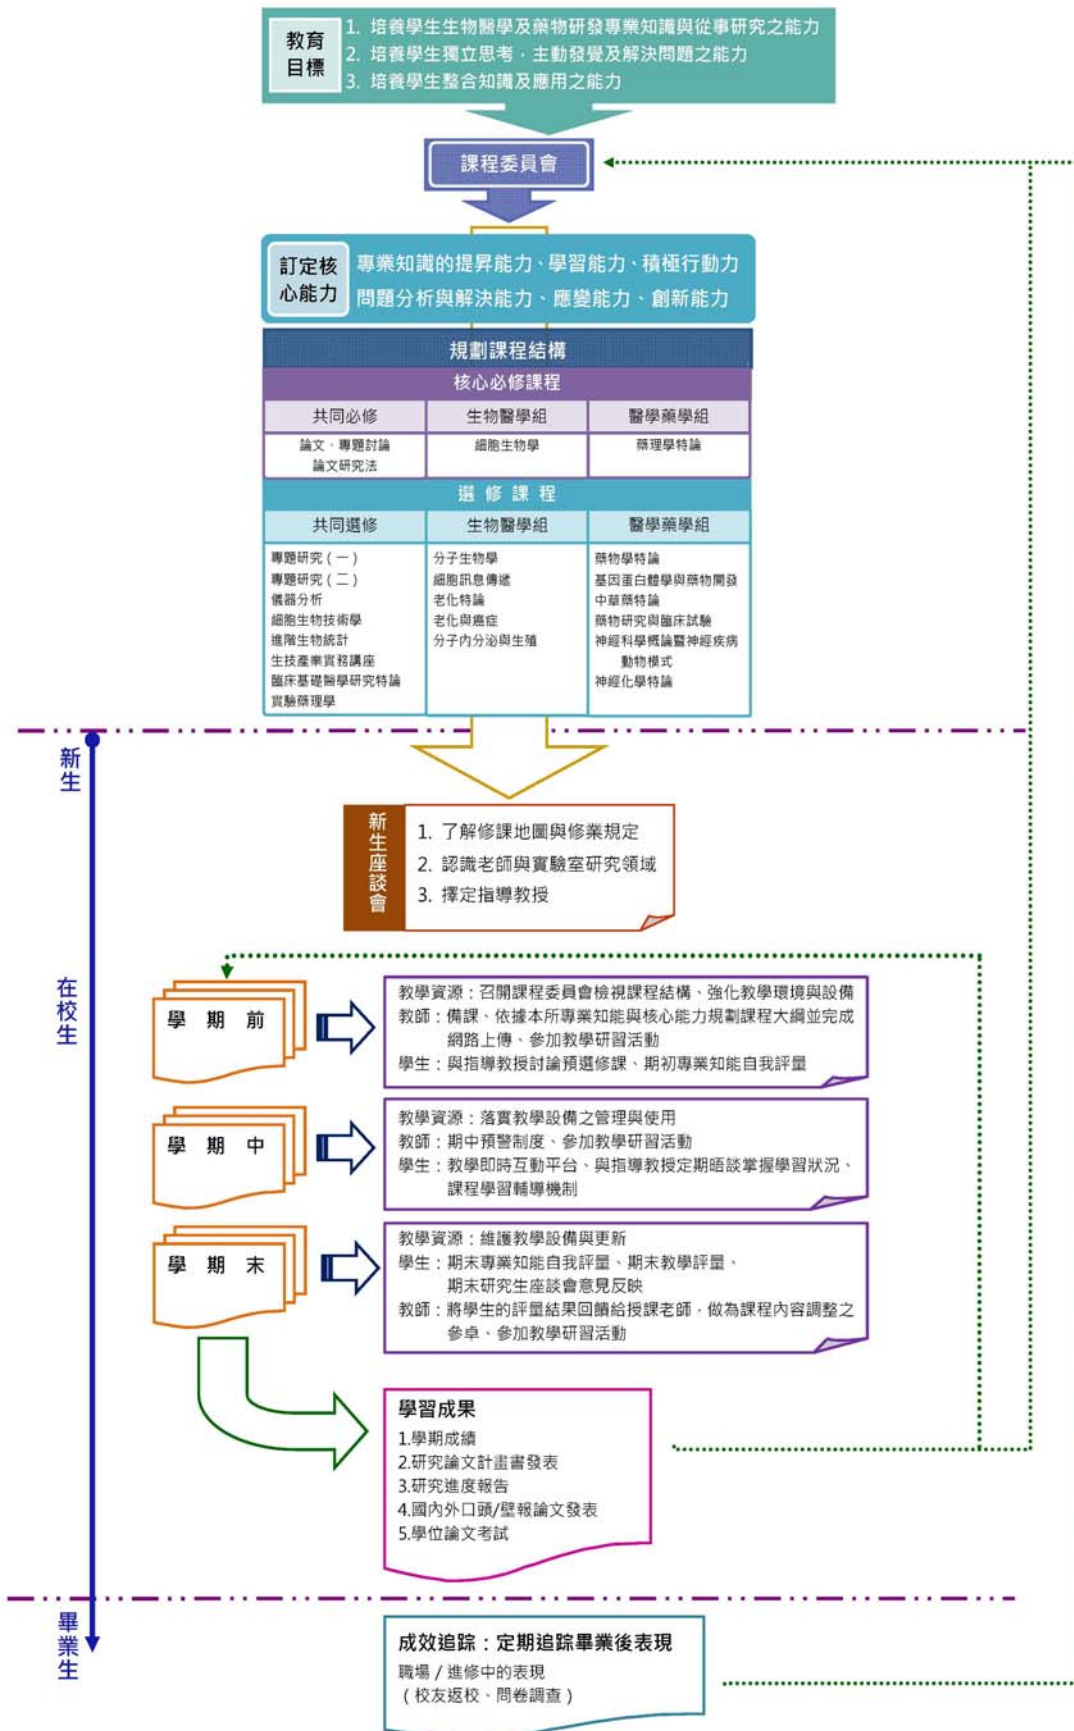 教育
目標
1. 培養學生生物醫學及藥物研發專業知識與從事研究之能力
2. 培養學生獨立思考，主動發覺及解決問題之能力
3. 培養學生整合知識及應用之能力
課程委員會
訂定核
心能力
專業知識的提昇能力、學習能力、積極行動力
問題分析與解決能力、應變能力、創新能力
規劃課程結構
核心必修課程
共同必修
生物醫學組
醫學藥學組
論文、專題討論
論文研究法
細胞生物學
藥理學特論
選 修 課 程
共同選修
生物醫學組
醫學藥學組
專題研究（一）
專題研究（二）
儀器分析
細胞生物技術學
進階生物統計
生技產業實務講座
臨床基礎醫學研究特論
實驗藥理學
分子生物學
細胞訊息傳遞
老化特論
老化與癌症
分子內分泌與生殖
藥物學特論
基因蛋白體學與藥物開發
中草藥特論
藥物研究與臨床試驗
神經科學概論暨神經疾病
動物模式
神經化學特論
新生
新生座談會
1. 了解修課地圖與修業規定
2. 認識老師與實驗室研究領域
3. 擇定指導教授
在校生
學 期 前
教學資源：召開課程委員會檢視課程結構、強化教學環境與設備
教師：備課、依據本所專業知能與核心能力規劃課程大綱並完成
網路上傳、參加教學研習活動
學生：與指導教授討論預選修課、期初專業知能自我評量
學 期 中
教學資源：落實教學設備之管理與使用
教師：期中預警制度、參加教學研習活動
學生：教學即時互動平台、與指導教授定期晤談掌握學習狀況、
課程學習輔導機制
學 期 末
教學資源：維護教學設備與更新
學生：期末專業知能自我評量、期末教學評量、
期末研究生座談會意見反映
教師：將學生的評量結果回饋給授課老師，做為課程內容調整之
參卓、參加教學研習活動
學習成果
1.學期成績
2.研究論文計畫書發表
3.研究進度報告
4.國內外口頭/壁報論文發表
5.學位論文考試
畢業生
成效追踪：定期追踪畢業後表現
職場 / 進修中的表現
（校友返校、問卷調查）